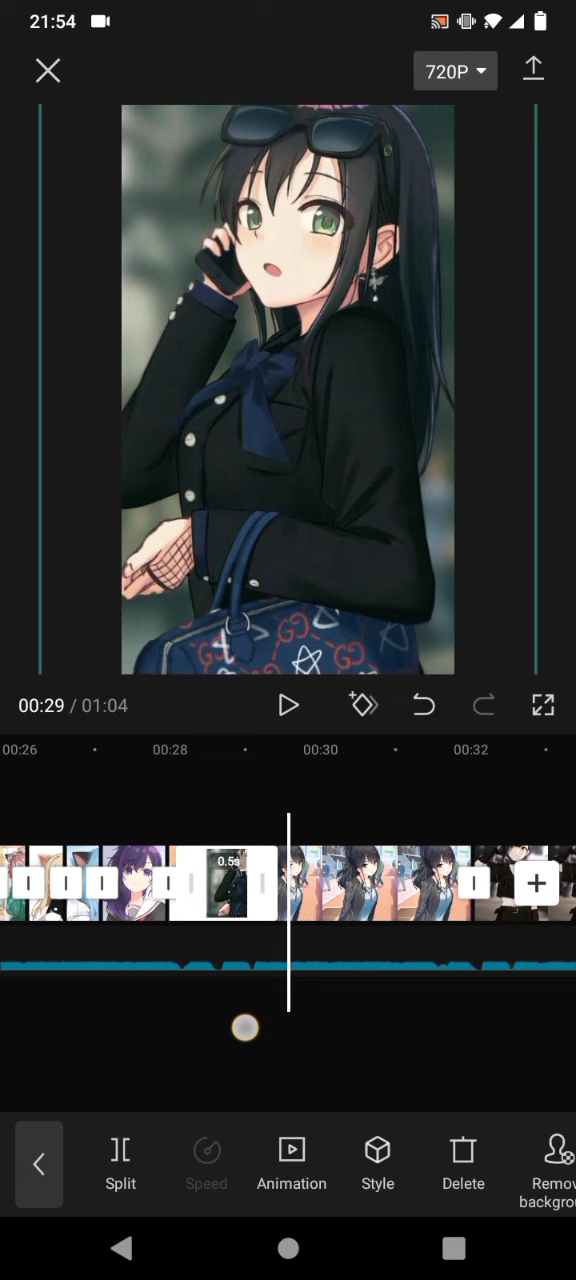 21:54
720P
00:29 / 01:04
00:26
00:28
00:30
00:32
0.5s
Split
Speed
Animation
Style
Delete
Remov
backgrou